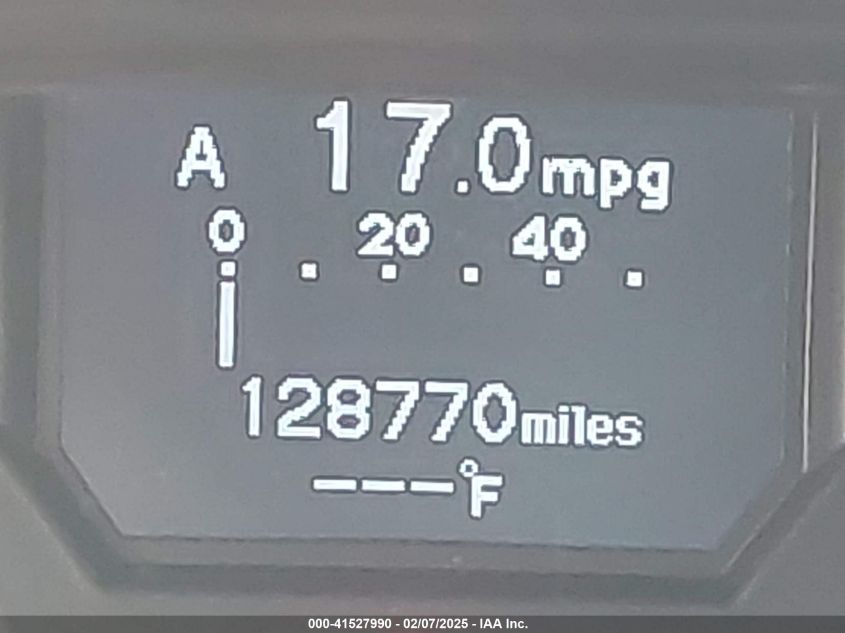 A 17.0mpg
0 20 40
128770miles
---°F
000-41527990 - 02/07/2025 - IAA Inc.